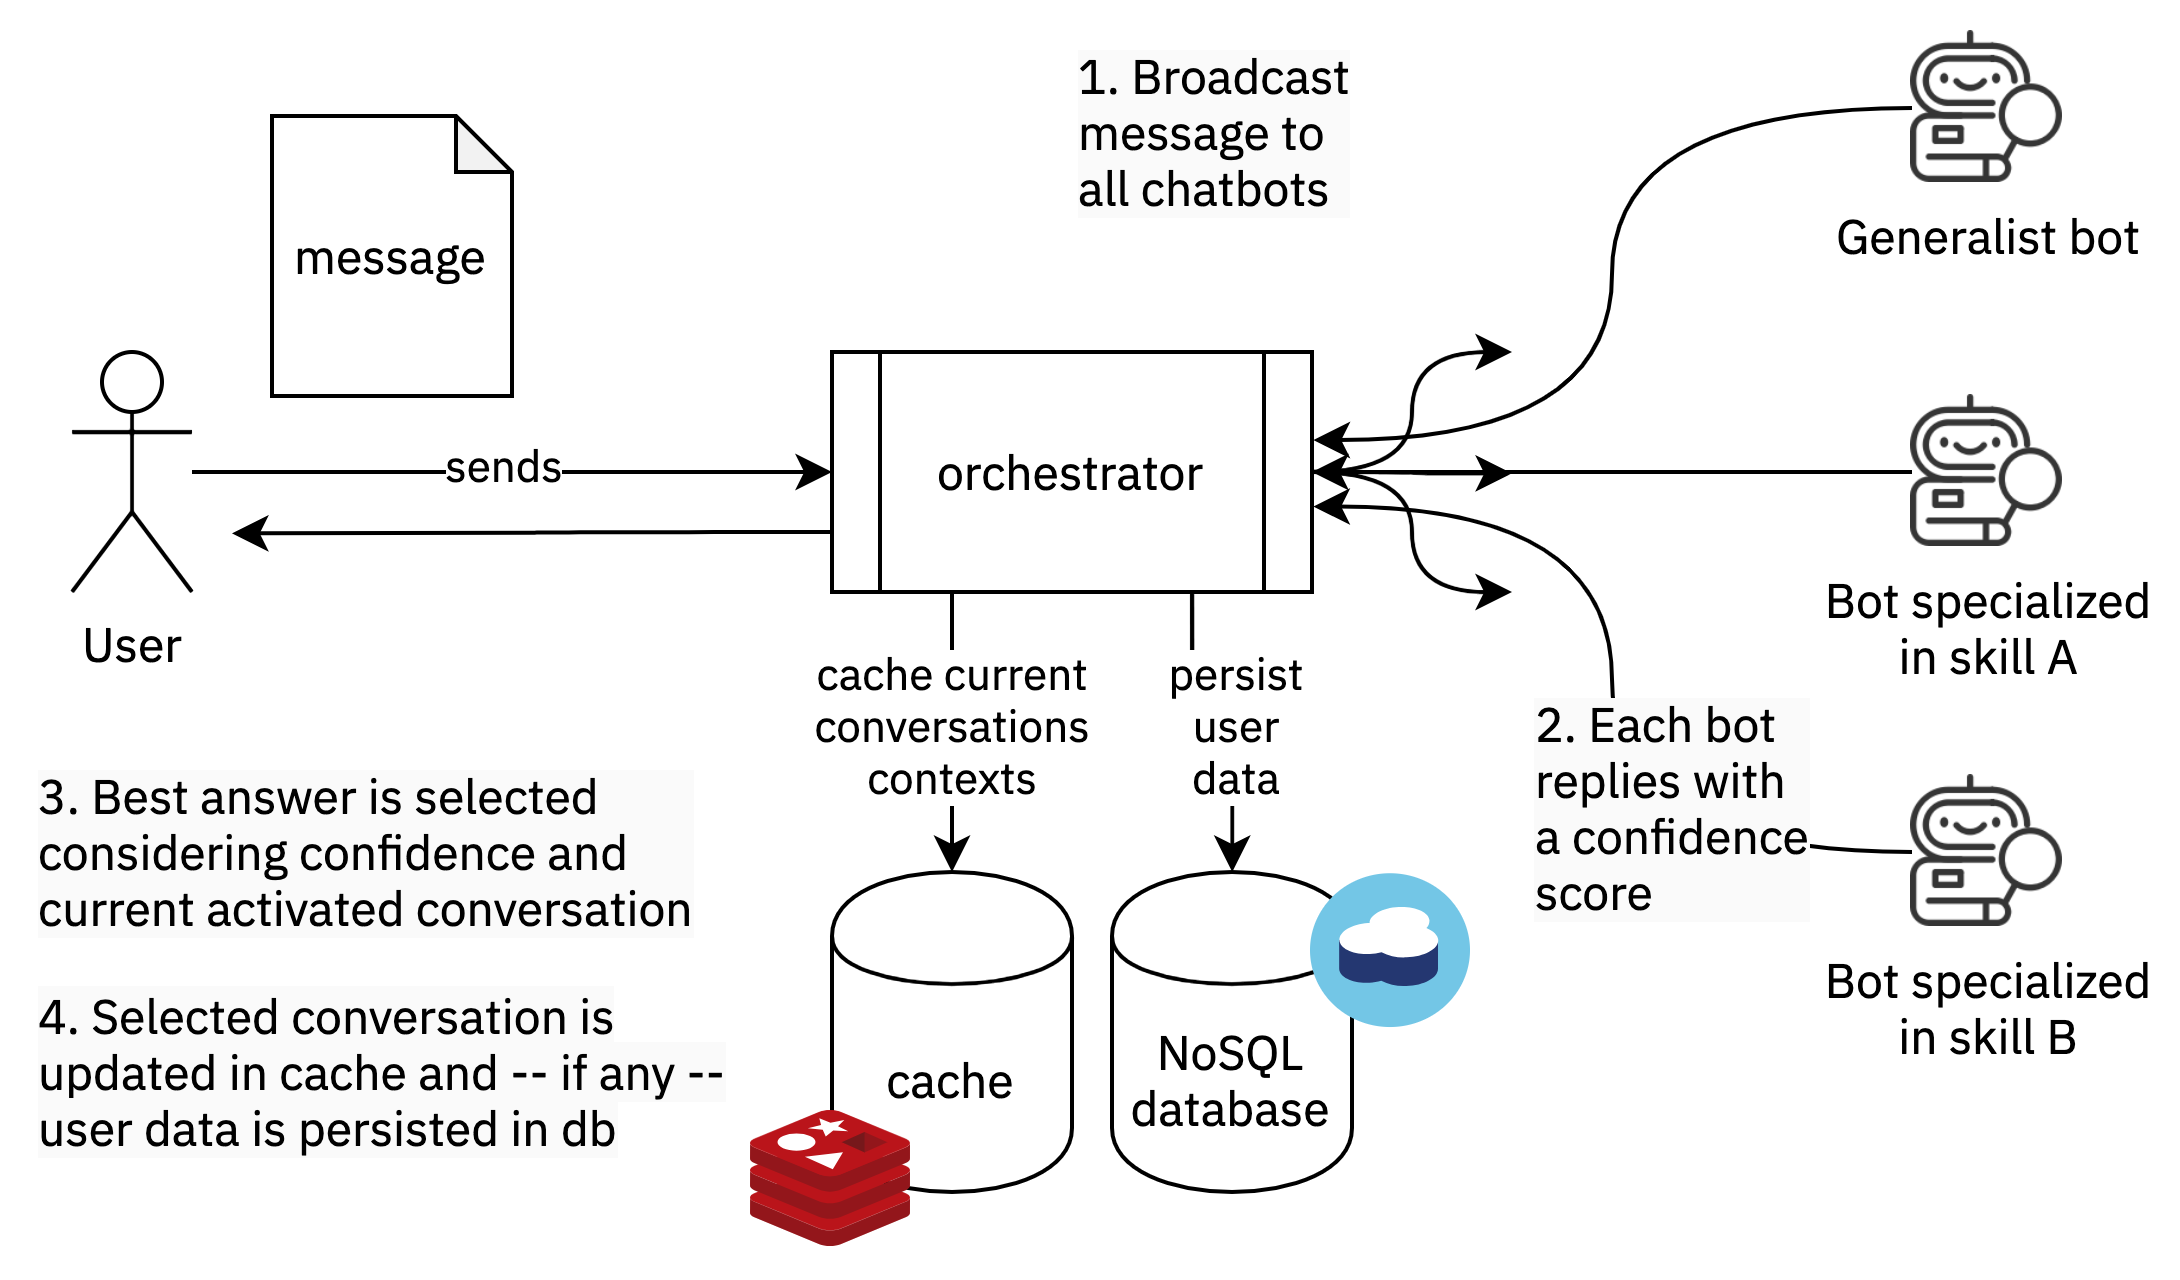 1. Broadcast
message to
all chatbots
message
Generalist bot
sends
orchestrator
User
Bot specialized
in skill A
cache current
conversations
contexts
persist
user
data
2. Each bot
replies with
a confidence
score
3. Best answer is selected
considering confidence and
current activated conversation
4. Selected conversation is
updated in cache and -- if any --
user data is persisted in db
cache
NoSQL
database
Bot specialized
in skill B